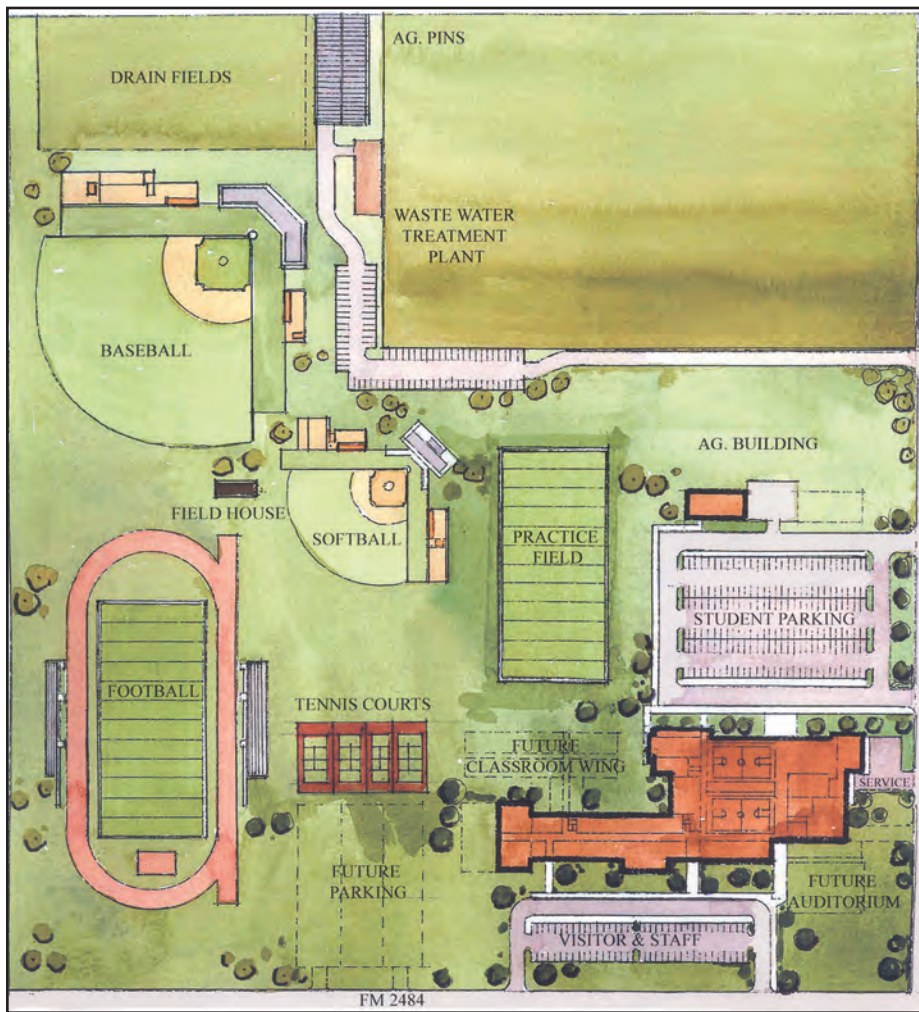 AG. PINS
DRAIN FIELDS
WASTE WATER
TREATMENT
PLANT
BASEBALL
AG. BUILDING
FIELD HOUSE
SOFTBALL
PRACTICE
FIELD
STUDENT PARKING
FOOTBALL
TENNIS COURTS
FUTURE
CLASSROOM WING
SERVICE
FUTURE
PARKING
FUTURE
AUDITORIUM
VISITOR & STAFF
FM 2484